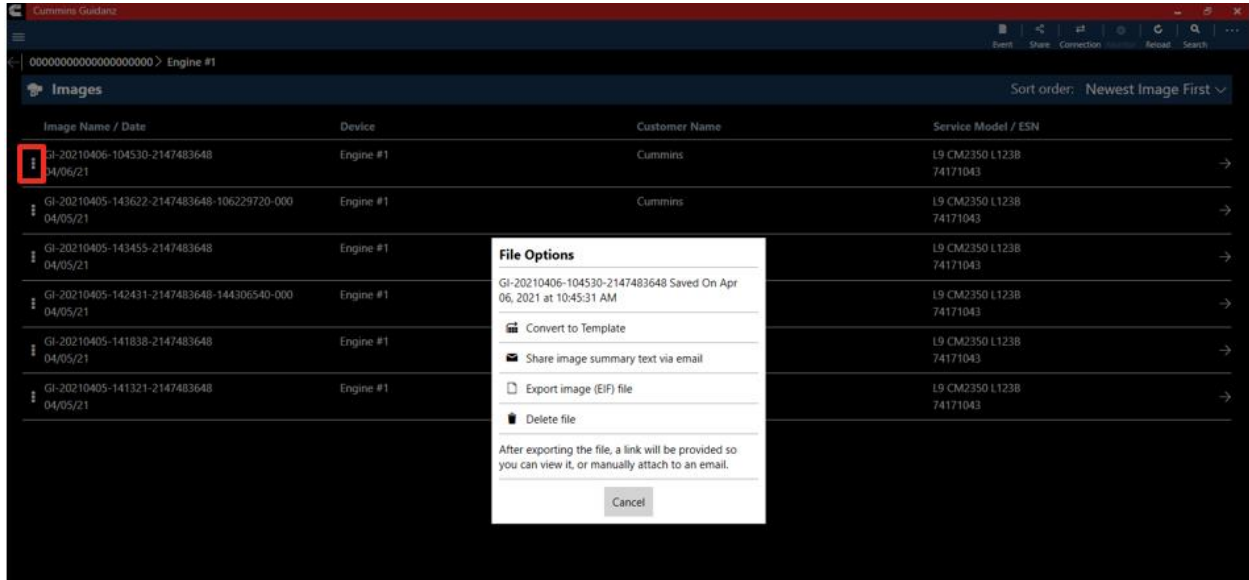 Cummins Guidanz
Event Share Connection Monitor Reload Search
00000000000000000000 > Engine #1
Images
Sort order: Newest Image First
Image Name / Date Device Customer Name Service Model / ESN
GI-20210406-104530-2147483648 Engine #1 Cummins L9 CM2350 L123B
04/06/21 74171043
GI-20210405-143622-2147483648-106229720-000 Engine #1 Cummins L9 CM2350 L123B
04/05/21 74171043
GI-20210405-143455-2147483648 Engine #1 L9 CM2350 L123B
04/05/21 74171043
GI-20210405-142431-2147483648-144306540-000 Engine #1 L9 CM2350 L123B
04/05/21 74171043
GI-20210405-141838-2147483648 Engine #1 L9 CM2350 L123B
04/05/21 74171043
GI-20210405-141321-2147483648 Engine #1 L9 CM2350 L123B
04/05/21 74171043
File Options
GI-20210406-104530-2147483648 Saved On Apr
06, 2021 at 10:45:31 AM
Convert to Template
Share image summary text via email
Export image (EIF) file
Delete file
After exporting the file, a link will be provided so
you can view it, or manually attach to an email.
Cancel